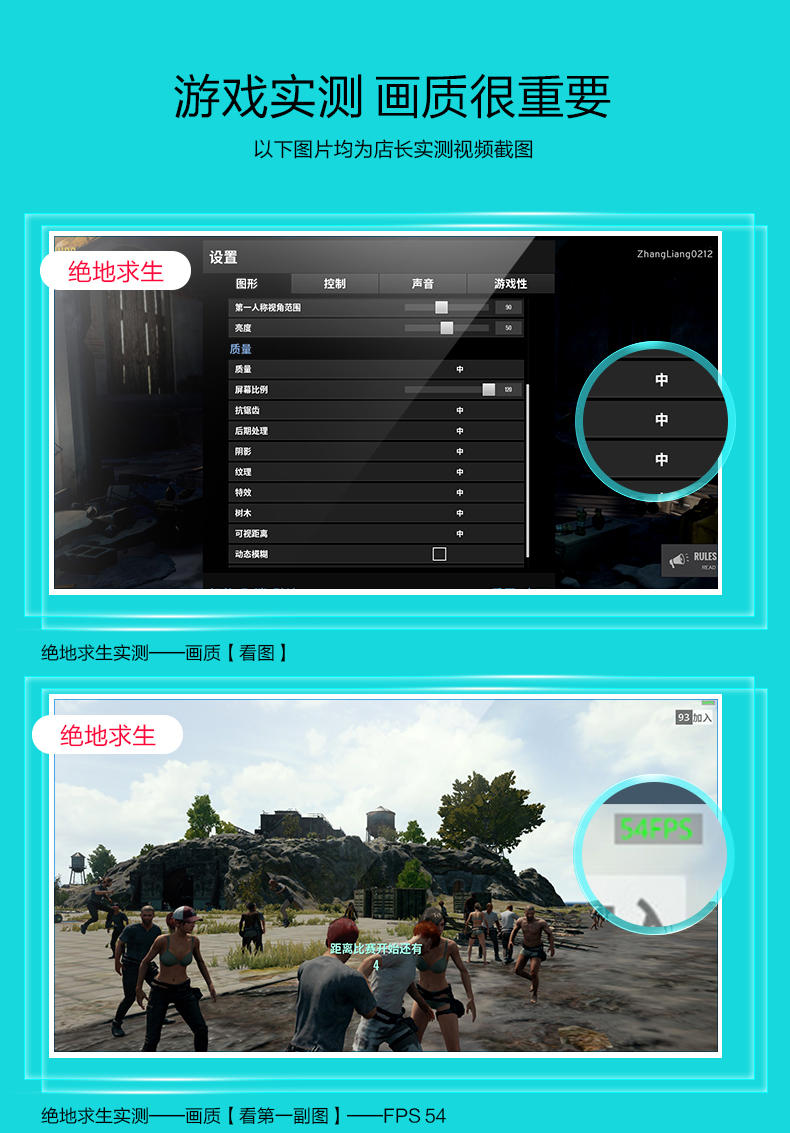 游戏实测 画质很重要
以下图片均为店长实测视频截图
绝地求生
设置
ZhangLiang0212
图形 控制 声音 游戏性
第一人称视角范围 90
亮度 50
质量
质量 中
屏幕比例 120
抗锯齿 中
后期处理 中
阴影 中
纹理 中
特效 中
树木 中
可视距离 中
动态模糊
中
中
中
RULES
READ
绝地求生实测——画质【看图】
绝地求生
93加入
54FPS
距离比赛开始还有
4
绝地求生实测——画质【看第一副图】——FPS 54